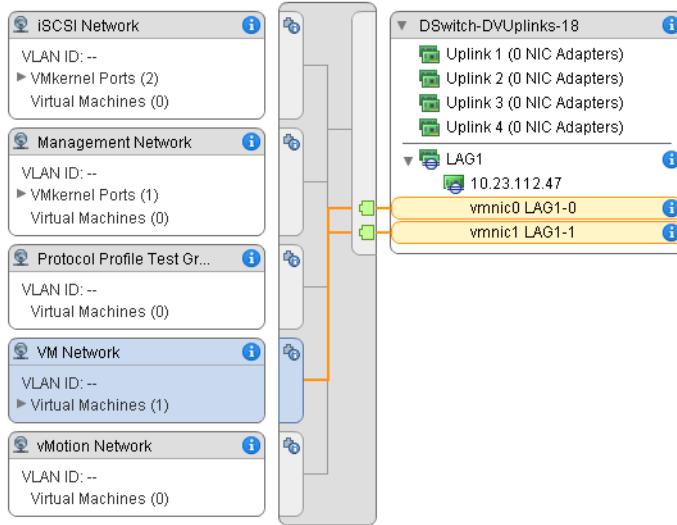 iSCSI Network
VLAN ID: --
VMkernel Ports (2)
Virtual Machines (0)
Management Network
VLAN ID: --
VMkernel Ports (1)
Virtual Machines (0)
Protocol Profile Test Gr...
VLAN ID: --
Virtual Machines (0)
VM Network
VLAN ID: --
Virtual Machines (1)
vMotion Network
VLAN ID: --
Virtual Machines (0)
DSwitch-DVUplinks-18
Uplink 1 (0 NIC Adapters)
Uplink 2 (0 NIC Adapters)
Uplink 3 (0 NIC Adapters)
Uplink 4 (0 NIC Adapters)
LAG1
10.23.112.47
vmnic0 LAG1-0
vmnic1 LAG1-1